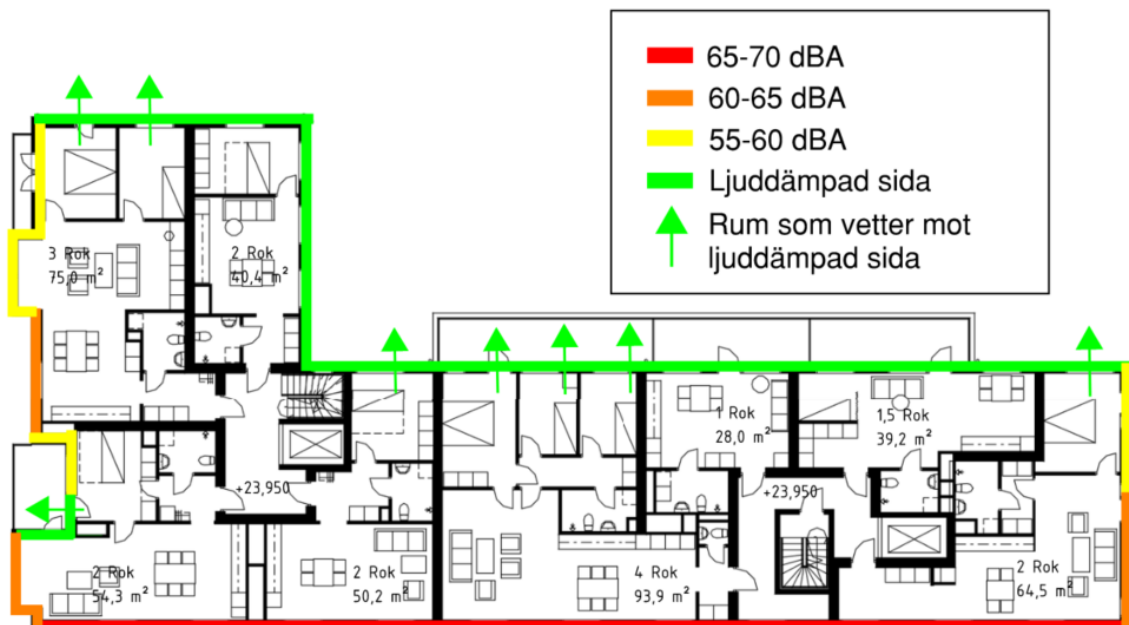 65-70 dBA
60-65 dBA
55-60 dBA
Ljuddämpad sida
Rum som vetter mot
ljuddämpad sida
3 Rok
75,0 m²
2 Rok
40,4 m²
1 Rok
28,0 m²
1,5 Rok
39,2 m²
+23,950
+23,950
2 Rok
54,3 m²
2 Rok
50,2 m²
4 Rok
93,9 m²
2 Rok
64,5 m²